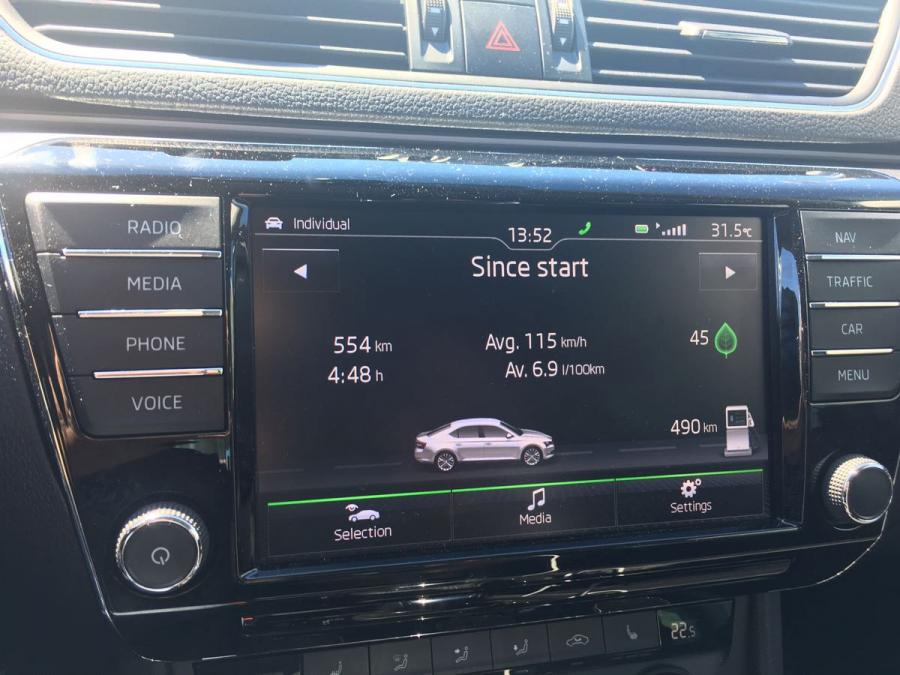 RADIO
MEDIA
PHONE
VOICE
Individual
13:52
31.5°C
Since start
554 km
4:48 h
Avg. 115 km/h
Av. 6.9 l/100km
45
490 km
Selection
Media
Settings
NAV
TRAFFIC
CAR
MENU
22.5